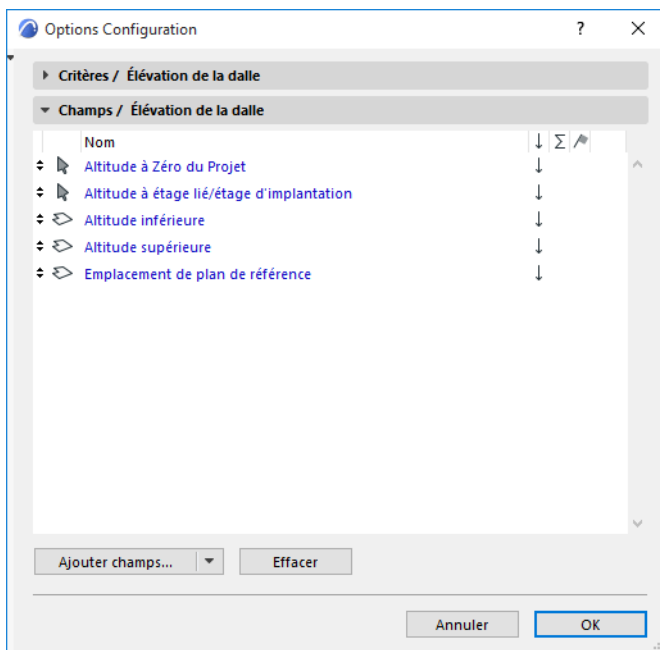 Options Configuration
?
Critères / Élévation de la dalle
Champs / Élévation de la dalle
Nom ↓ Σ
Altitude à Zéro du Projet ↓
Altitude à étage lié/étage d'implantation ↓
Altitude inférieure ↓
Altitude supérieure ↓
Emplacement de plan de référence ↓
Ajouter champs... Effacer
Annuler OK